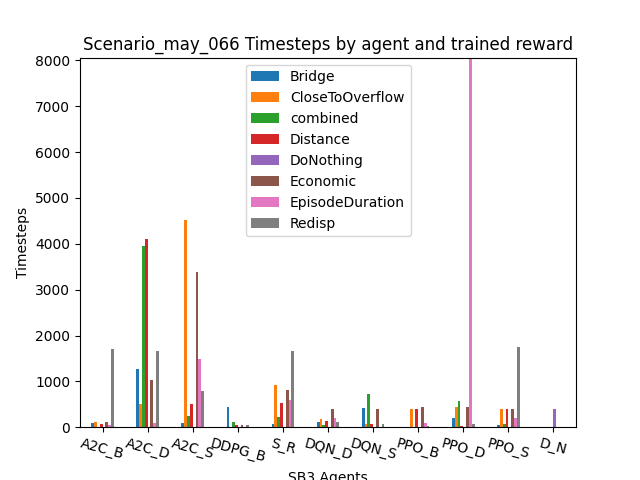 Scenario_may_066 Timesteps by agent and trained reward
Bridge
CloseToOverflow
combined
Distance
DoNothing
Economic
EpisodeDuration
Redisp
Timesteps
8000
7000
6000
5000
4000
3000
2000
1000
0
A2C_B
A2C_D
A2C_S
DDPG_B
S_R
DQN_D
DQN_S
PPO_B
PPO_D
PPO_S
D_N
SB3 Agents